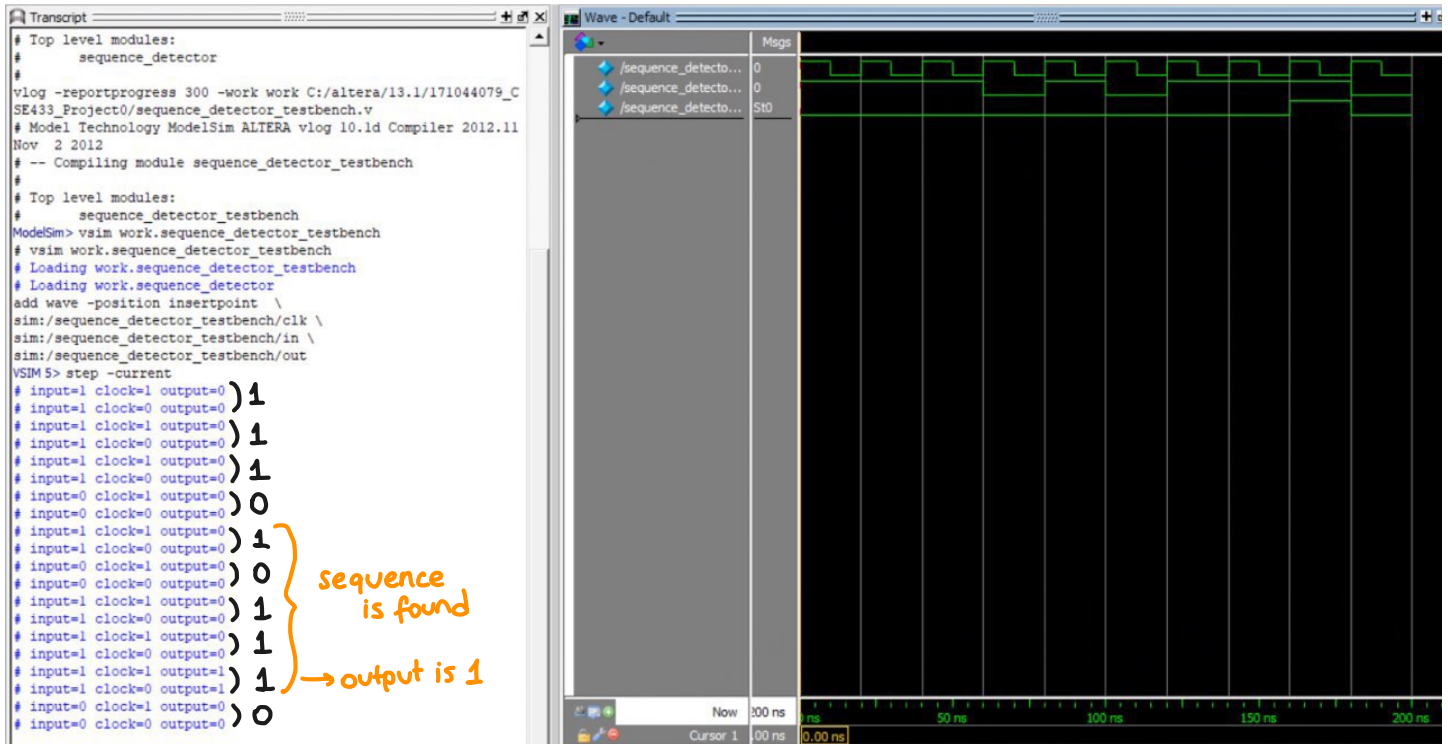 Transcript
# Top level modules:
# sequence_detector
#
vlog -reportprogress 300 -work work C:/altera/13.1/171044079_C
SE433_Project0/sequence_detector_testbench.v
# Model Technology ModelSim ALTERA vlog 10.1d Compiler 2012.11
Nov 2 2012
# -- Compiling module sequence_detector_testbench
#
# Top level modules:
# sequence_detector_testbench
ModelSim> vsim work.sequence_detector_testbench
# vsim work.sequence_detector_testbench
# Loading work.sequence_detector_testbench
# Loading work.sequence_detector
add wave -position insertpoint \
sim:/sequence_detector_testbench/clk \
sim:/sequence_detector_testbench/in \
sim:/sequence_detector_testbench/out
VSIM 5> step -current
# input=1 clock=1 output=0
# input=1 clock=0 output=0
) 1
# input=1 clock=1 output=0
# input=1 clock=0 output=0
) 1
# input=1 clock=1 output=0
# input=1 clock=0 output=0
) 1
# input=0 clock=1 output=0
# input=0 clock=0 output=0
) 0
# input=1 clock=1 output=0
# input=1 clock=0 output=0
) 1
# input=0 clock=1 output=0
# input=0 clock=0 output=0
) 0
# input=1 clock=1 output=0
# input=1 clock=0 output=0
) 1
# input=1 clock=1 output=0
# input=1 clock=0 output=0
) 1
# input=1 clock=1 output=1
# input=1 clock=0 output=1
) 1
# input=0 clock=1 output=0
# input=0 clock=0 output=0
) 0
sequence
is found
→ output is 1
Wave - Default
Msgs
/sequence_detecto... 0
/sequence_detecto... 0
/sequence_detecto... St0
Now 200 ns
ns 50 ns 100 ns 150 ns 200 ns
Cursor 1 .00 ns
0.00 ns